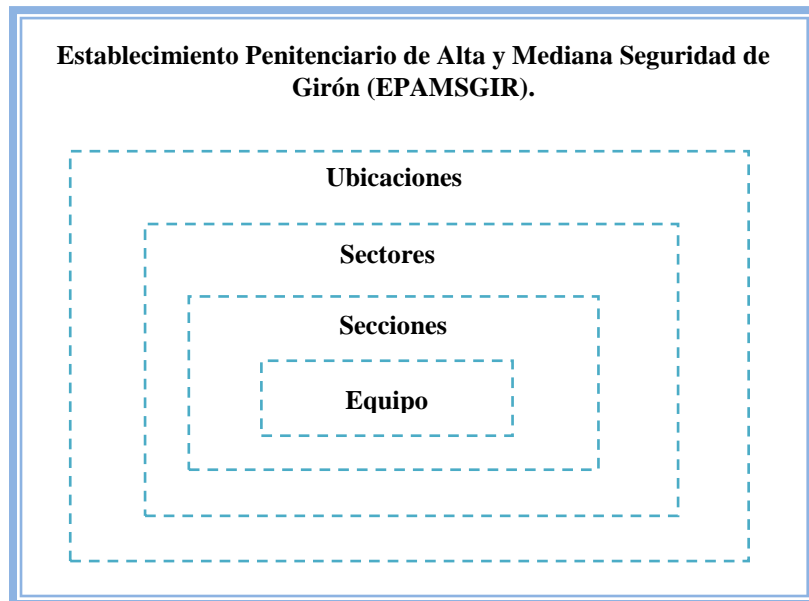 Establecimiento Penitenciario de Alta y Mediana Seguridad de
Girón (EPAMSGIR).
Ubicaciones
Sectores
Secciones
Equipo